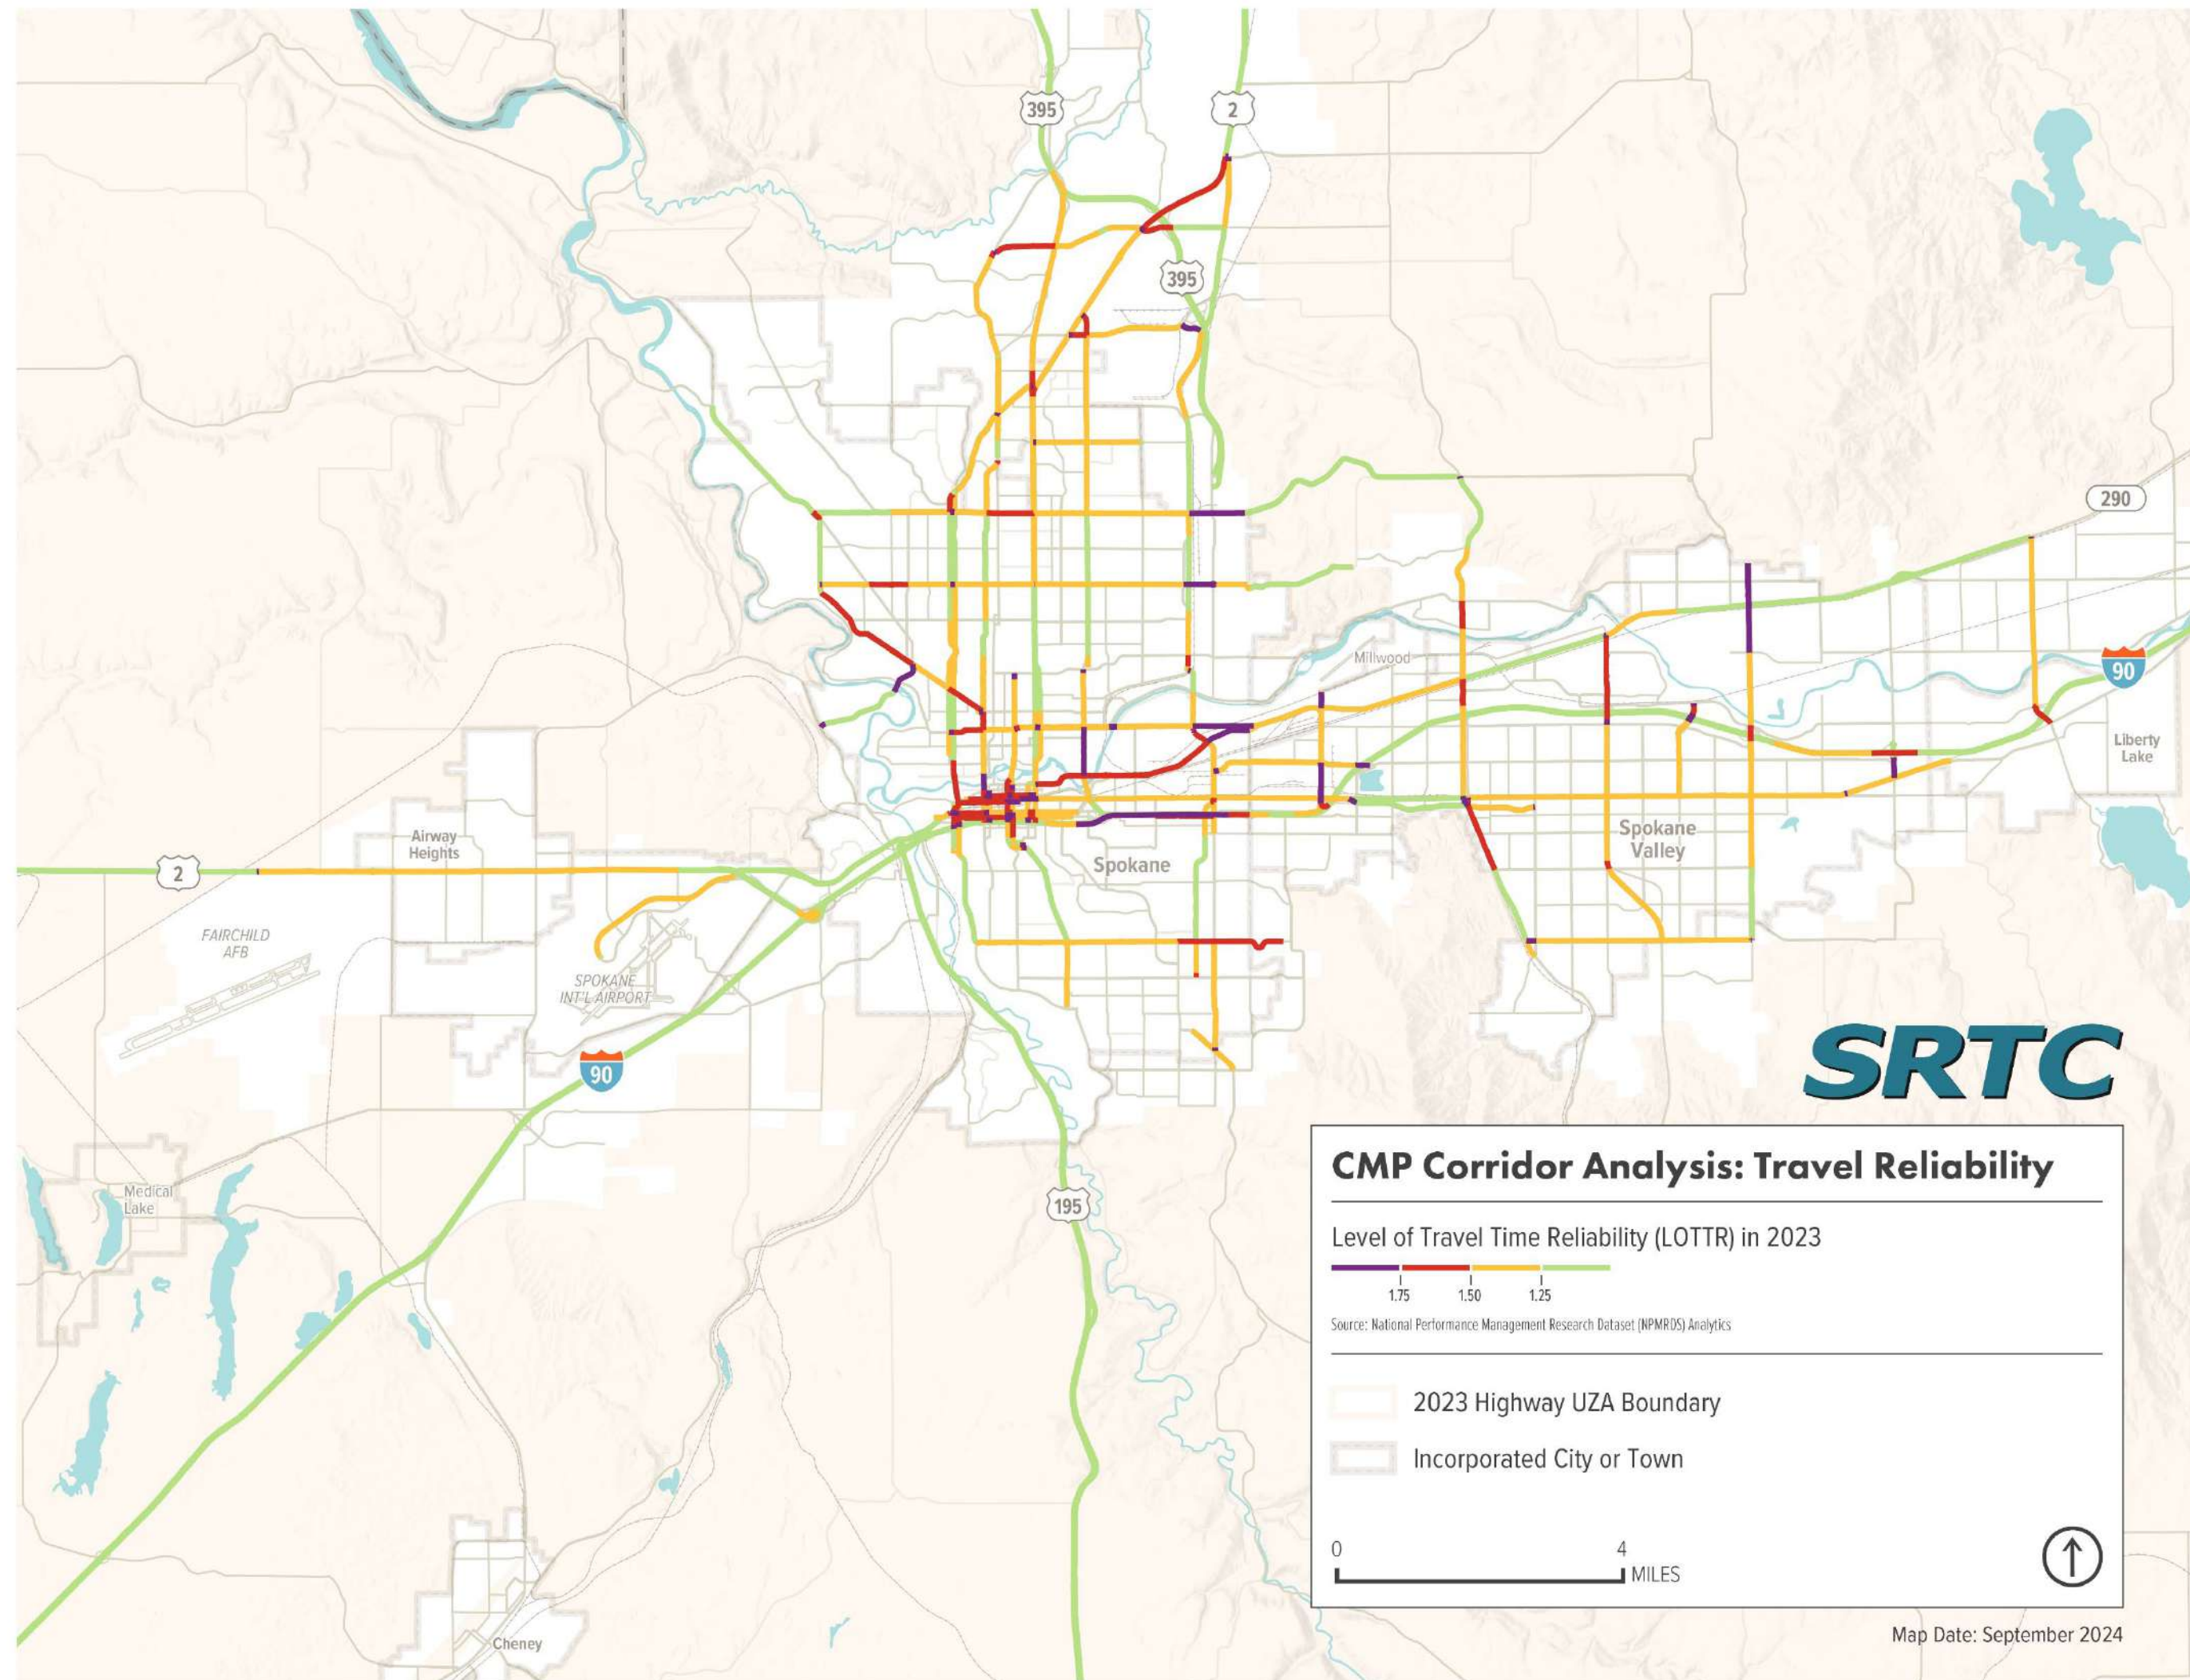 395
2
395
290
Millwood
90
Liberty
Lake
Airway
Heights
Spokane
Valley
2
Spokane
FAIRCHILD
AFB
SPOKANE
INT'L AIRPORT
90
SRTC
Medical
Lake
195
CMP Corridor Analysis: Travel Reliability
Level of Travel Time Reliability (LOTTR) in 2023
1.75 1.50 1.25
Source: National Performance Management Research Dataset (NPMRDS) Analytics
2023 Highway UZA Boundary
Incorporated City or Town
0 4
MILES
Map Date: September 2024
Cheney